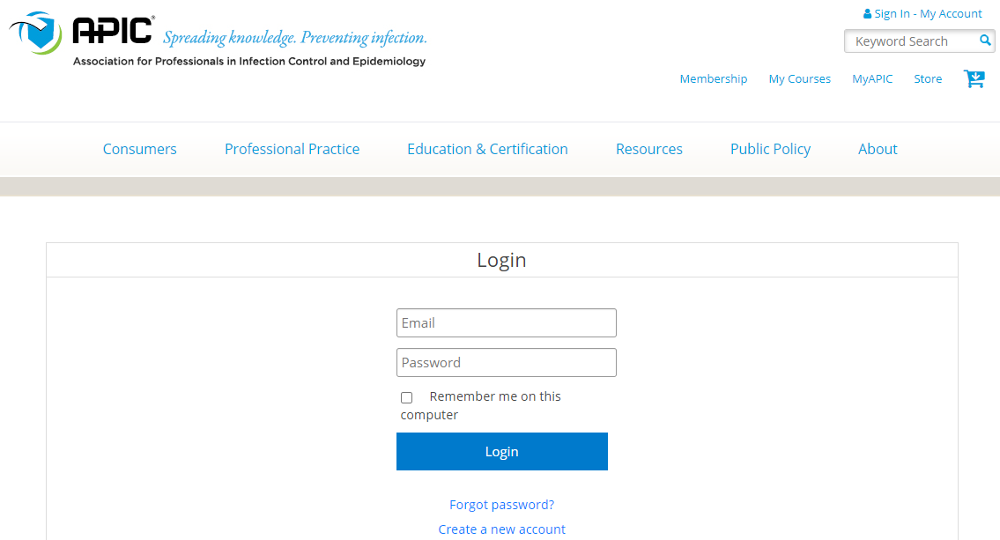 APIC®
Spreading knowledge. Preventing infection.
Association for Professionals in Infection Control and Epidemiology
Sign In - My Account
Keyword Search
Membership My Courses MyAPIC Store
Consumers Professional Practice Education & Certification Resources Public Policy About
Login
Email
Password
Remember me on this
computer
Login
Forgot password?
Create a new account